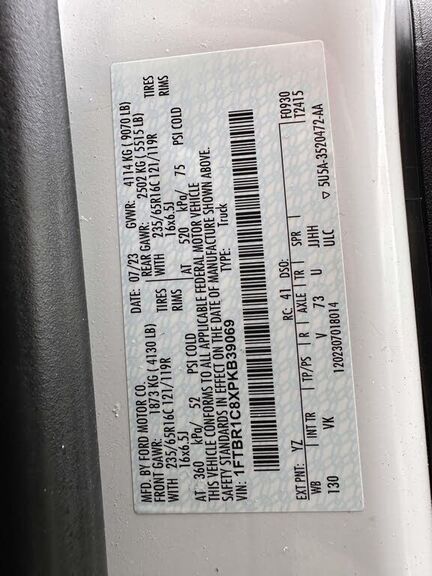 MFD. BY FORD MOTOR CO.
DATE: 07/23 GVWR: 4114 KG ( 9070 LB)
FRONT GAWR: 1873 KG ( 4130 LB) REAR GAWR: 2502 KG ( 5515 LB)
WITH 235/65R16C 121/119R TIRES WITH 235/65R16C 121/119R TIRES
16x6.5J RIMS 16x6.5J RIMS
AT 360 kPa/ 52 PSI COLD AT 520 kPa/ 75 PSI COLD
THIS VEHICLE CONFORMS TO ALL APPLICABLE FEDERAL MOTOR VEHICLE
SAFETY STANDARDS IN EFFECT ON THE DATE OF MANUFACTURE SHOWN ABOVE.
VIN: 1FTBR1C8XPKB39069 TYPE: Truck
F0930
T2415
EXT PNT: YZ RC: 41 DSO:
WB INT TR TP/PS R AXLE TR SPR
130 VK V 73 U JJHH
ULC
1202307018014 ▽ 5U5A-3520472-AA